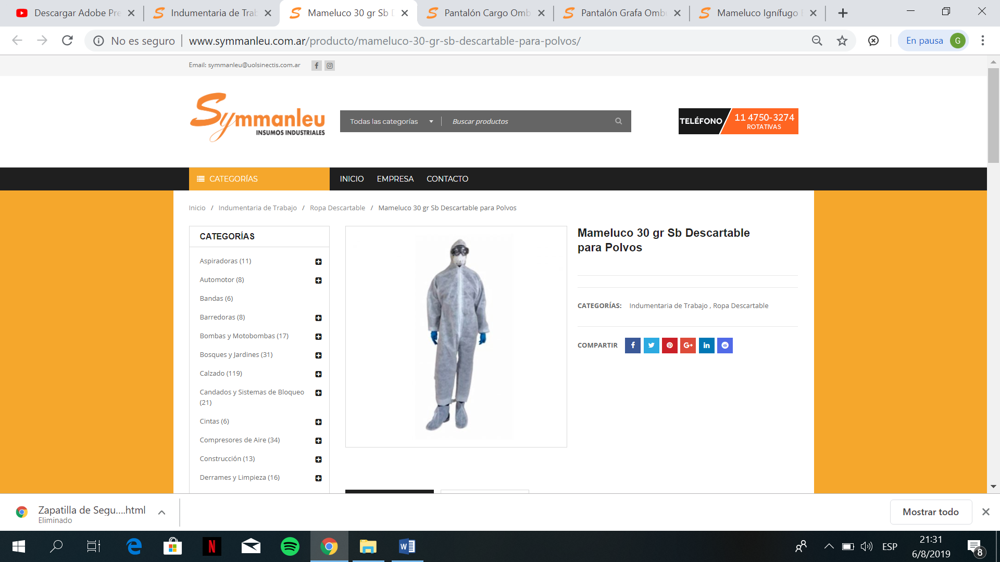 Descargar Adobe Pre
Indumentaria de Trab
Mameluco 30 gr Sb D
Pantalón Cargo Omb
Pantalón Grafa Omb
Mameluco Ignífugo
No es seguro
www.symmanleu.com.ar/producto/mameluco-30-gr-sb-descartable-para-polvos/
En pausa
G
Email: symmanleu@uolsinectis.com.ar
Symmanleu
INSUMOS INDUSTRIALES
Todas las categorías
Buscar productos
TELÉFONO
11 4750-3274
ROTATIVAS
CATEGORÍAS
INICIO
EMPRESA
CONTACTO
Inicio / Indumentaria de Trabajo / Ropa Descartable / Mameluco 30 gr Sb Descartable para Polvos
CATEGORÍAS
Aspiradoras (11)
Automotor (8)
Bandas (6)
Barredoras (8)
Bombas y Motobombas (17)
Bosques y Jardines (31)
Calzado (119)
Candados y Sistemas de Bloqueo
(21)
Cintas (6)
Compresores de Aire (34)
Construcción (13)
Derrames y Limpieza (16)
Mameluco 30 gr Sb Descartable
para Polvos
CATEGORÍAS: Indumentaria de Trabajo , Ropa Descartable
COMPARTIR
Zapatilla de Segu....html
Eliminado
Mostrar todo
ESP
21:31
6/8/2019
8